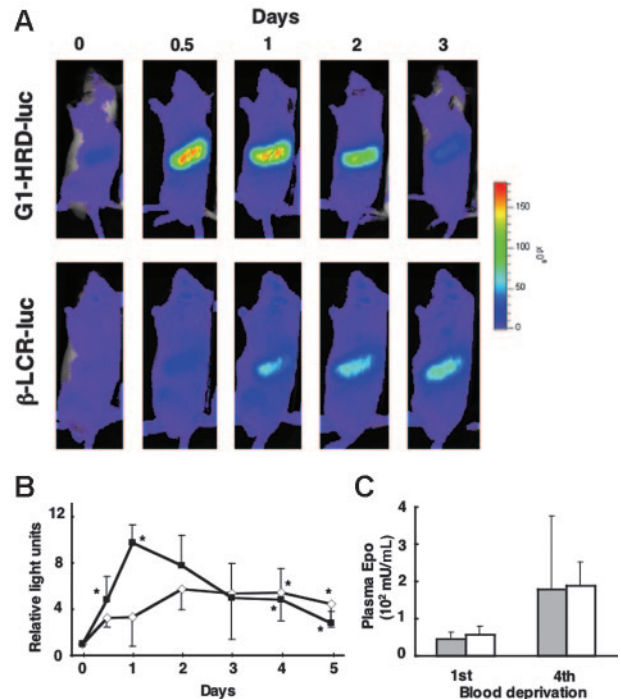 A
Days
0 0.5 1 2 3
G1-HRD-luc
β-LCR-luc
150
100
50
0
B
Relative light units
12
8
4
0
* * * * * *
0 1 2 3 4 5
Days
C
Plasma Epo
(10² mU/mL)
4
3
2
1
0
1st 4th
Blood deprivation